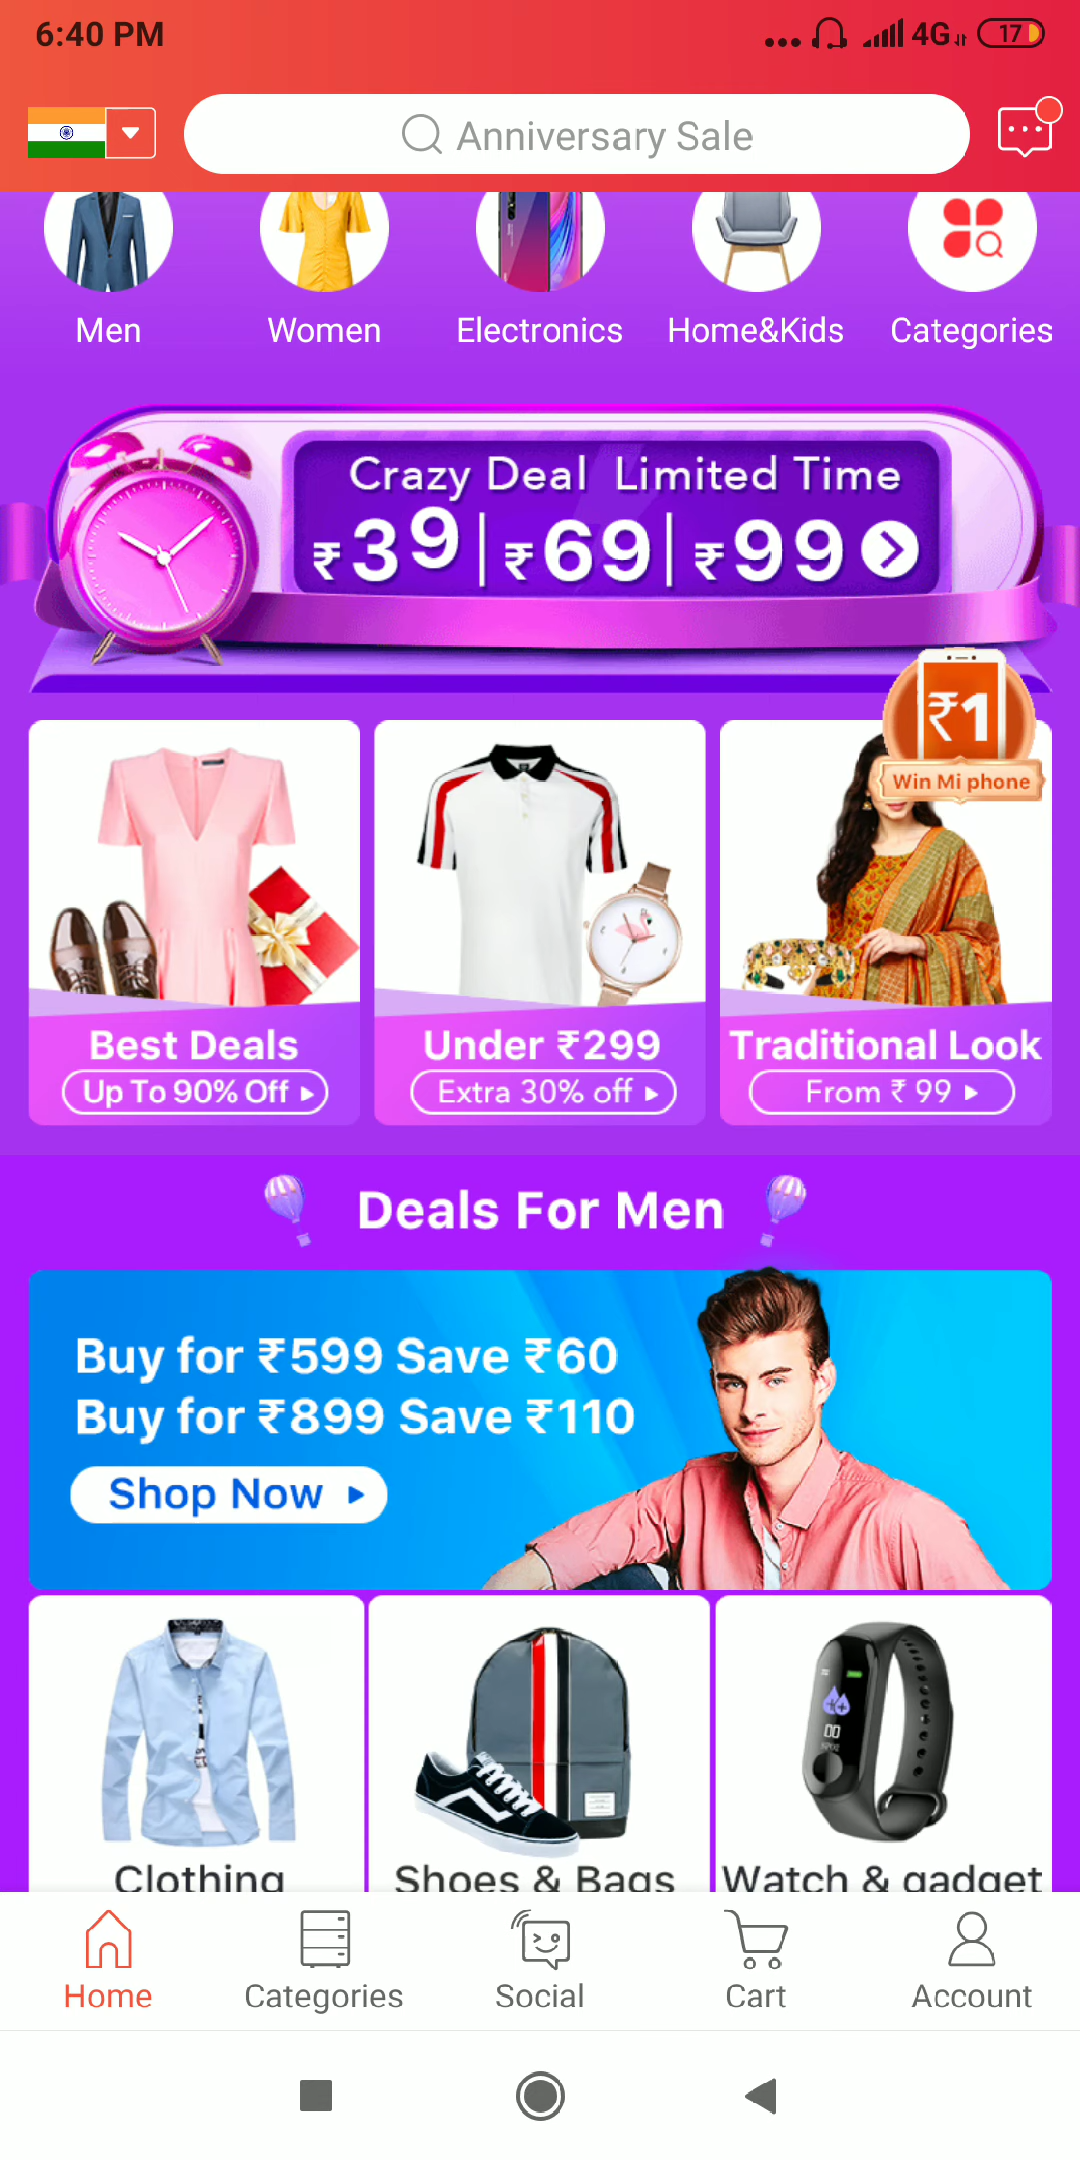 6:40 PM
4G 17
Anniversary Sale
Men Women Electronics Home&Kids Categories
Crazy Deal Limited Time
₹39 | ₹69 | ₹99
₹1
Win Mi phone
Best Deals
Up To 90% Off
Under ₹299
Extra 30% off
Traditional Look
From ₹ 99
Deals For Men
Buy for ₹599 Save ₹60
Buy for ₹899 Save ₹110
Shop Now
Clothing Shoes & Bags Watch & gadget
Home Categories Social Cart Account